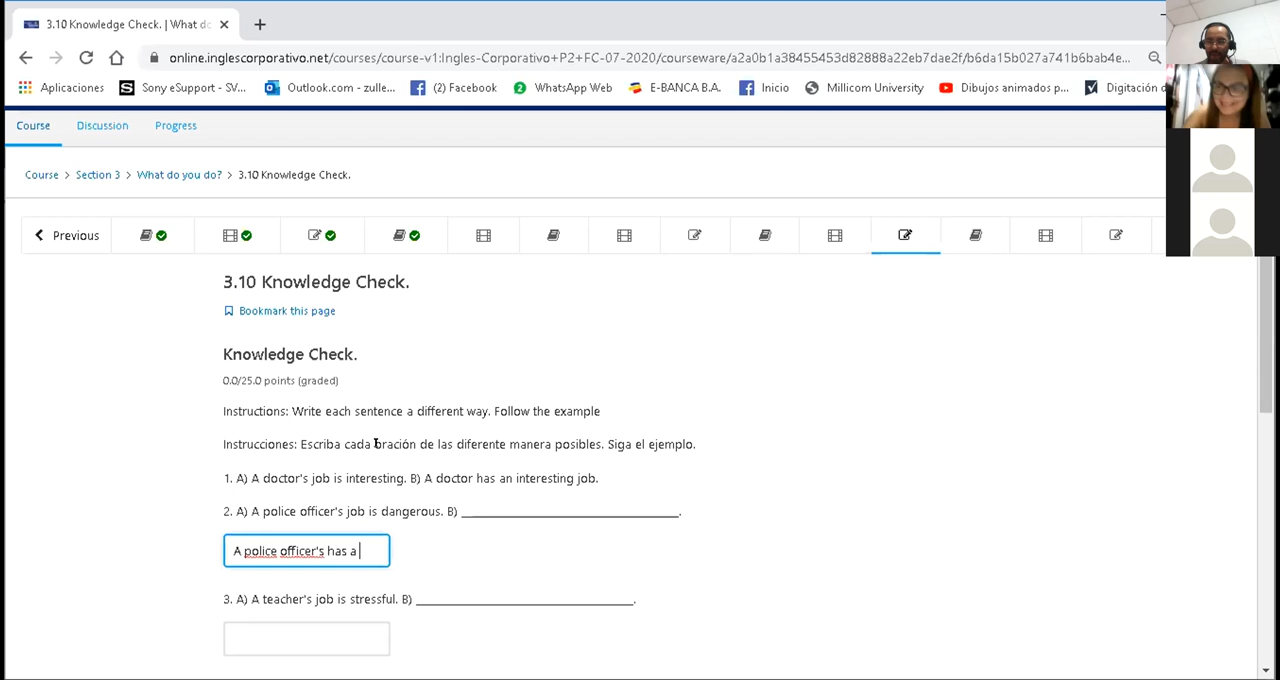 3.10 Knowledge Check. | What do
online.inglescorporativo.net/courses/course-v1:Ingles-Corporativo+P2+FC-07-2020/courseware/a2a0b1a38455453d82888a22eb7dae2f/b6da15b027a741b6bab4e...
Aplicaciones Sony eSupport - SV... Outlook.com - zulle... (2) Facebook WhatsApp Web E-BANCA B.A. Inicio Millicom University Dibujos animados p... Digitación d
Course Discussion Progress
Course > Section 3 > What do you do? > 3.10 Knowledge Check.
Previous
3.10 Knowledge Check.
Bookmark this page
Knowledge Check.
0.0/25.0 points (graded)
Instructions: Write each sentence a different way. Follow the example
Instrucciones: Escriba cada oración de las diferente manera posibles. Siga el ejemplo.
1. A) A doctor's job is interesting. B) A doctor has an interesting job.
2. A) A police officer's job is dangerous. B) ______________________________.
A police officer's has a
3. A) A teacher's job is stressful. B) ______________________________.